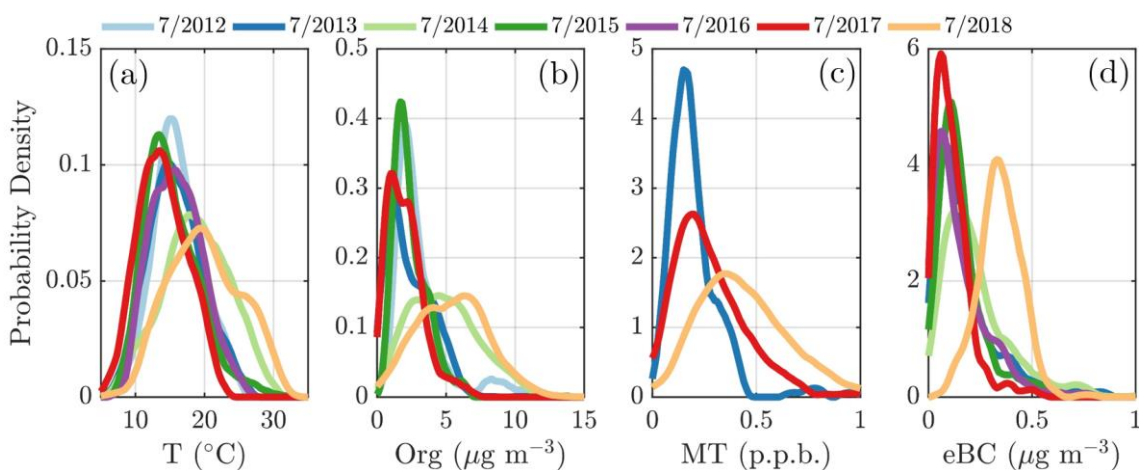 7/2012 7/2013 7/2014 7/2015 7/2016 7/2017 7/2018
(a) (b) (c) (d)
Probability Density
0.15
0.1
0.05
0
10 20 30
T (°C)
0.5
0.4
0.3
0.2
0.1
0
0 5 10 15
Org (μg m⁻³)
5
4
3
2
1
0
0 0.5 1
MT (p.p.b.)
6
4
2
0
0 0.5 1
eBC (μg m⁻³)